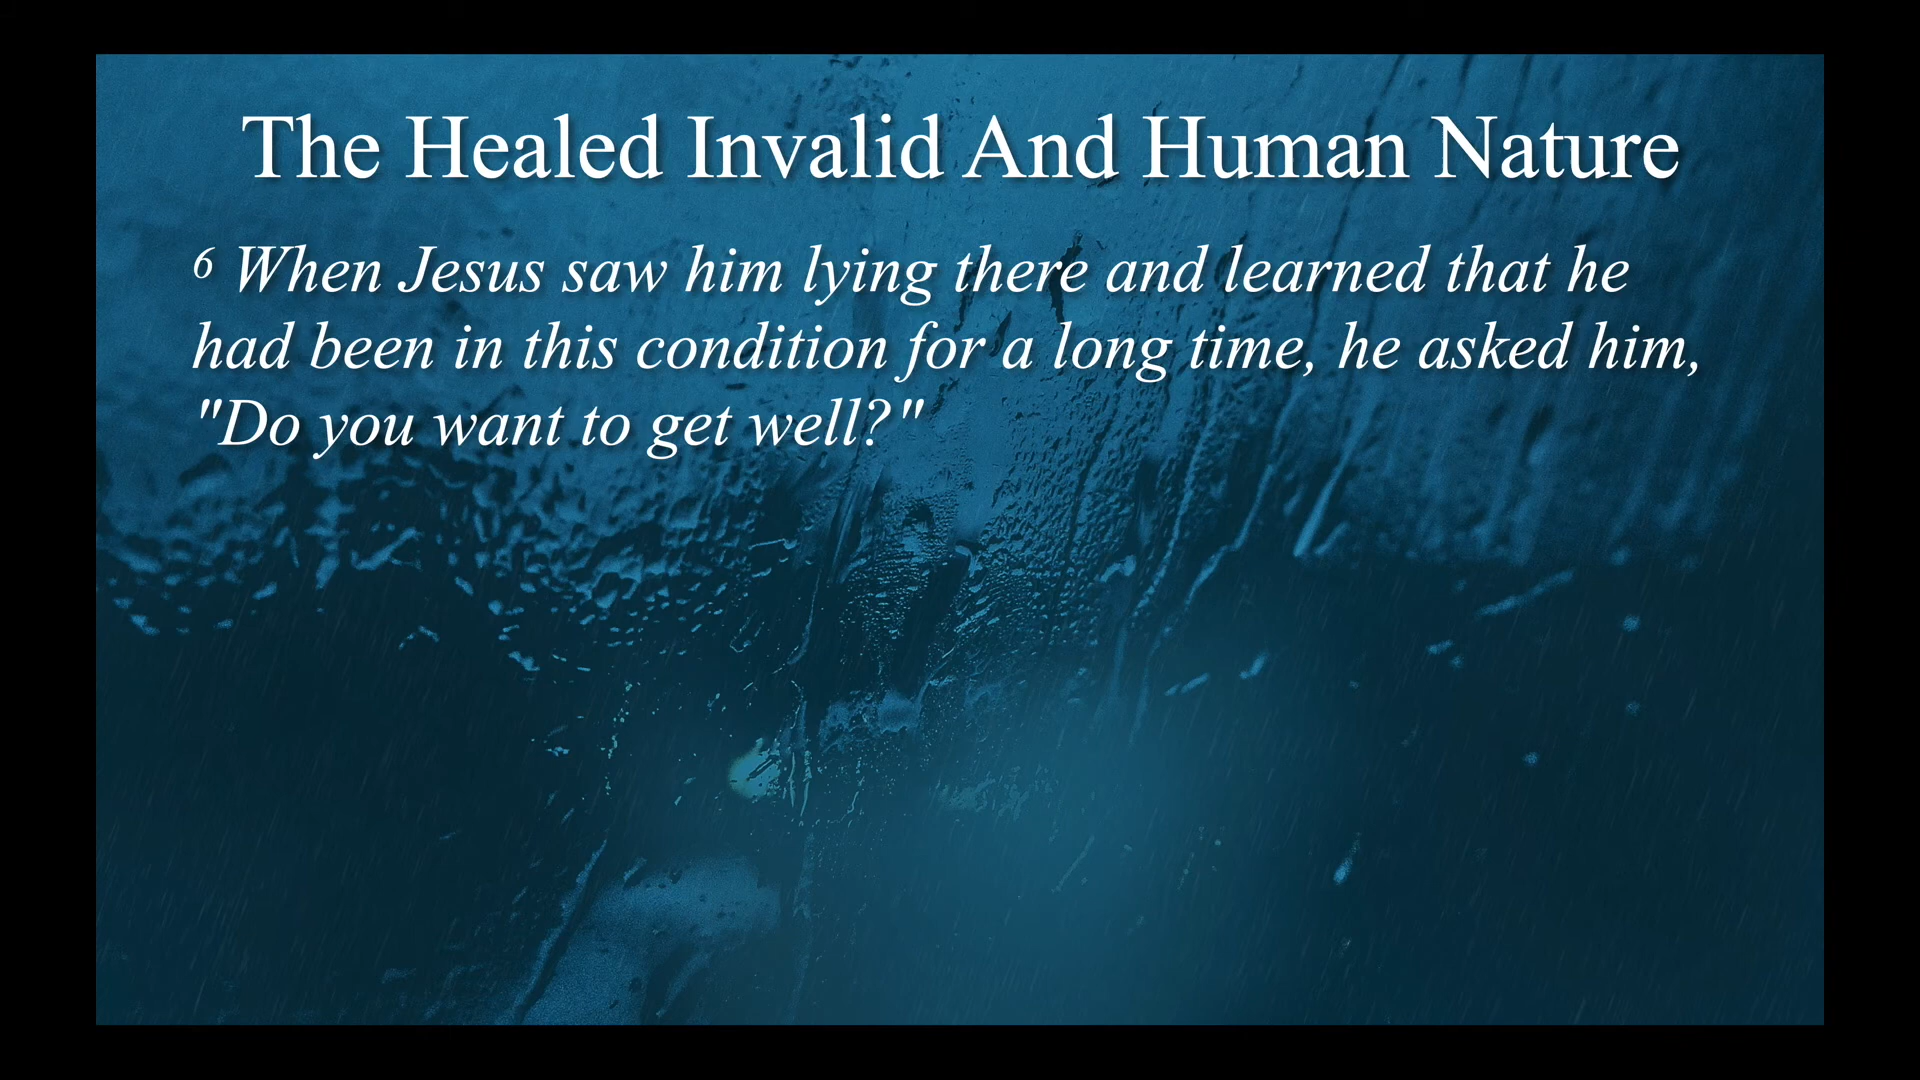 The Healed Invalid And Human Nature
6 When Jesus saw him lying there and learned that he
had been in this condition for a long time, he asked him,
"Do you want to get well?"